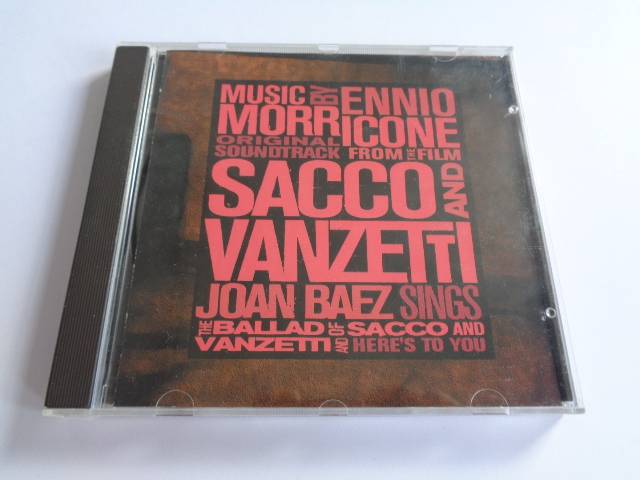 MUSIC BY ENNIO
MORRICONE
ORIGINAL
SOUNDTRACK FROM THE FILM
SACCO AND
VANZETTI
JOAN BAEZ SINGS
THE BALLAD OF SACCO AND
VANZETTI AND HERE'S TO YOU